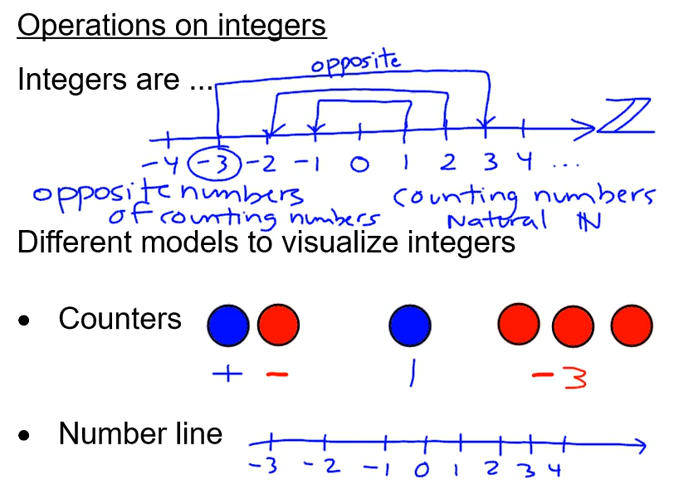 Operations on integers
opposite
Integers are ...
ℤ
-4 -3 -2 -1 0 1 2 3 4 ...
opposite numbers counting numbers
of counting numbers Natural ℕ
Different models to visualize integers
• Counters
+ - 1 -3
• Number line
-3 -2 -1 0 1 2 3 4